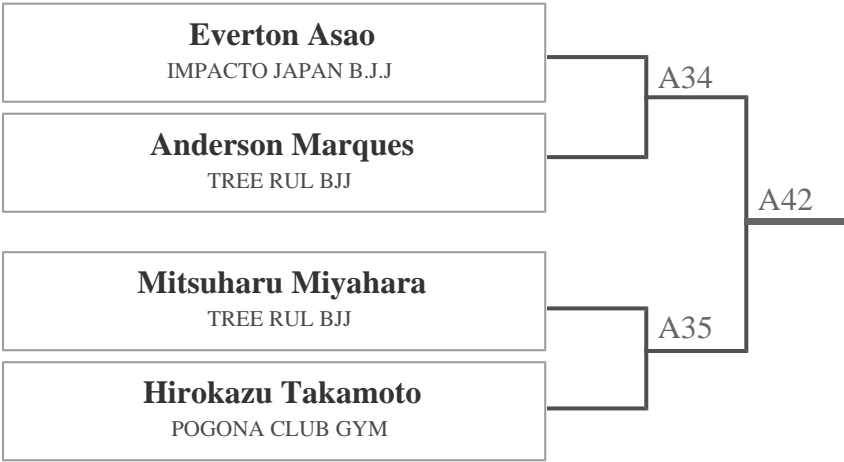 Everton Asao
IMPACTO JAPAN B.J.J
A34
Anderson Marques
TREE RUL BJJ
A42
Mitsuharu Miyahara
TREE RUL BJJ
A35
Hirokazu Takamoto
POGONA CLUB GYM